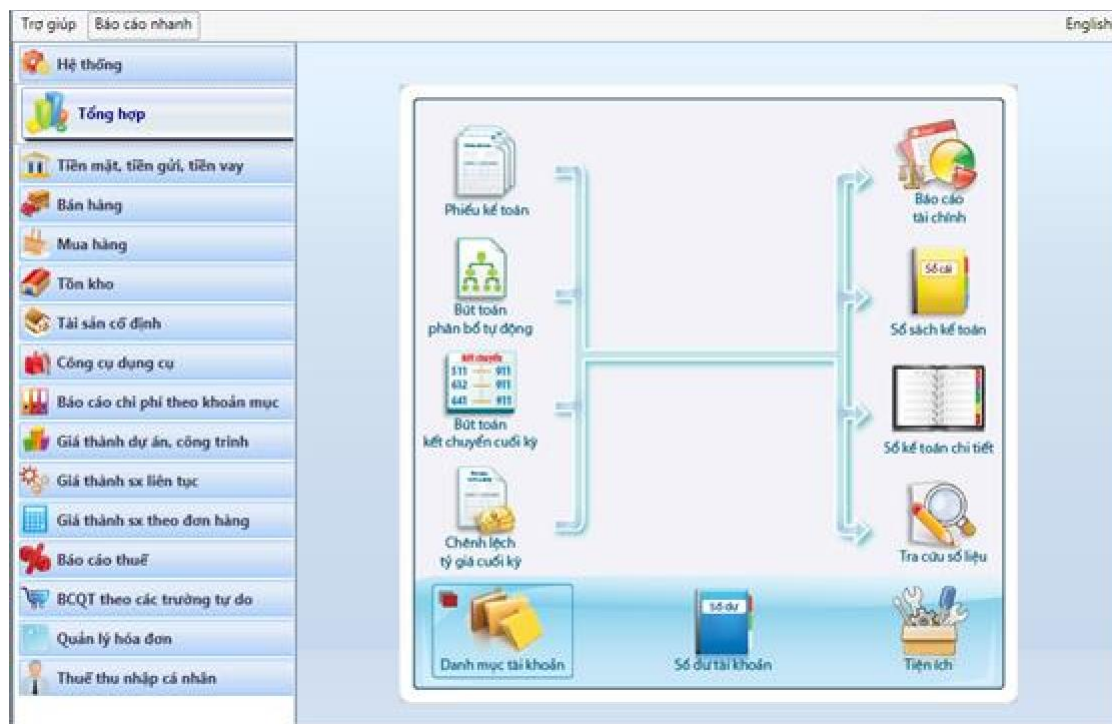 Trợ giúp
Báo cáo nhanh
English
Hệ thống
Tổng hợp
Tiền mặt, tiền gửi, tiền vay
Bán hàng
Mua hàng
Tồn kho
Tài sản cố định
Công cụ dụng cụ
Báo cáo chi phí theo khoản mục
Giá thành dự án, công trình
Giá thành sx liên tục
Giá thành sx theo đơn hàng
Báo cáo thuế
BCQT theo các trường tự do
Quản lý hóa đơn
Thuế thu nhập cá nhân
Phiếu kế toán
Bút toán
phân bổ tự động
Kết chuyển
511 911
632 911
641 911
Bút toán
kết chuyển cuối kỳ
Chênh lệch
tỷ giá cuối kỳ
Báo cáo
tài chính
Sổ cái
Sổ sách kế toán
Sổ kế toán chi tiết
Tra cứu số liệu
Danh mục tài khoản
Số dư
Số dư tài khoản
Tiện ích